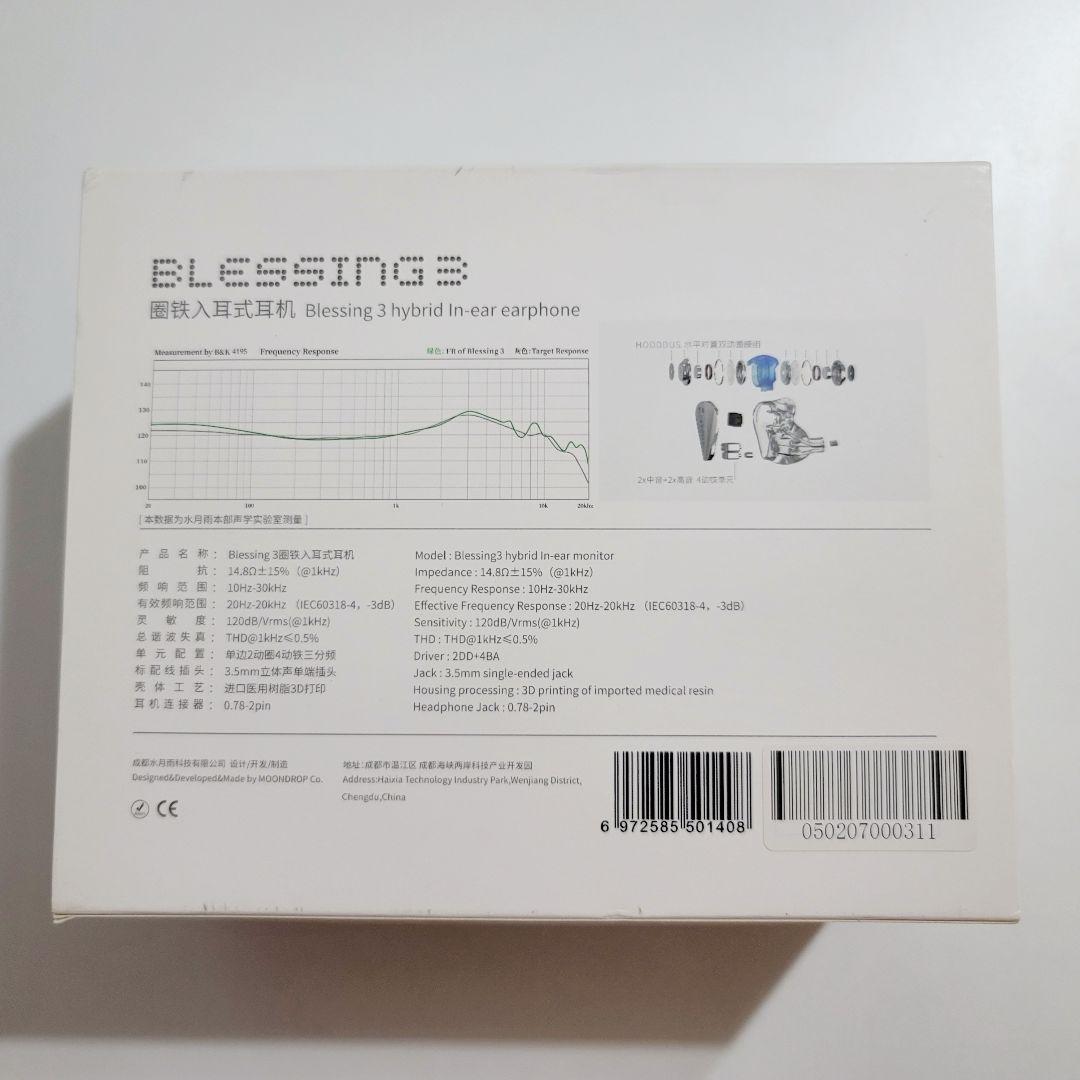 BLESSING 3
圈铁入耳式耳机 Blessing 3 hybrid In-ear earphone
Measurement by B&K 4195 Frequency Response 绿色: FR of Blessing 3 灰色: Target Response
140
130
120
110
100
20 100 1k 10k 20kHz
[ 本数据为水月雨本部声学实验室测量 ]
HODDDUS 水平对置双动圈模组
2x中音+2x高音 4动铁单元
产品名称: Blessing 3圈铁入耳式耳机
阻抗: 14.8Ω±15%（@1kHz)
频响范围: 10Hz-30kHz
有效频响范围: 20Hz-20kHz （IEC60318-4，-3dB）
灵敏度: 120dB/Vrms(@1kHz)
总谐波失真: THD@1kHz≤0.5%
单元配置: 单边2动圈4动铁三分频
标配线插头: 3.5mm立体声单端插头
壳体工艺: 进口医用树脂3D打印
耳机连接器: 0.78-2pin
Model : Blessing3 hybrid In-ear monitor
Impedance : 14.8Ω±15%（@1kHz)
Frequency Response : 10Hz-30kHz
Effective Frequency Response : 20Hz-20kHz （IEC60318-4，-3dB）
Sensitivity : 120dB/Vrms(@1kHz)
THD : THD@1kHz≤0.5%
Driver : 2DD+4BA
Jack : 3.5mm single-ended jack
Housing processing : 3D printing of imported medical resin
Headphone Jack : 0.78-2pin
成都水月雨科技有限公司 设计/开发/制造
Designed&Developed&Made by MOONDROP Co.
CE
地址:成都市温江区 成都海峡两岸科技产业开发园
Address:Haixia Technology Industry Park,Wenjiang District,
Chengdu,China
6 972585 501408
050207000311